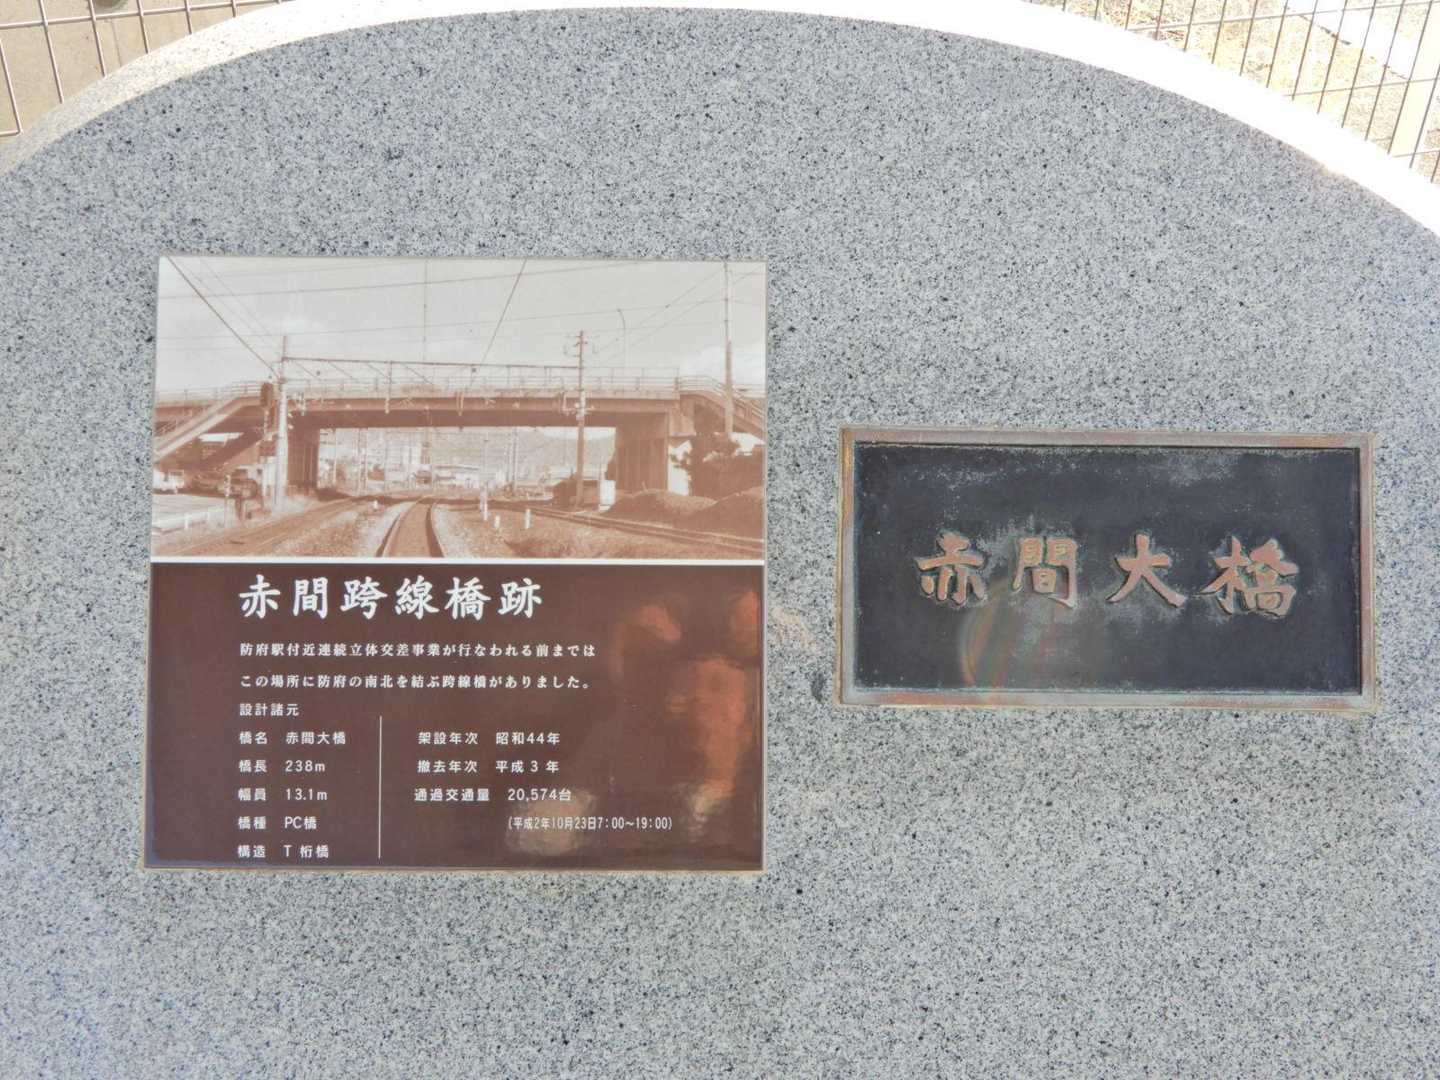 赤間跨線橋跡
防府駅付近連続立体交差事業が行なわれる前までは
この場所に防府の南北を結ぶ跨線橋がありました。
設計諸元
橋名 赤間大橋
橋長 238m
幅員 13.1m
橋種 PC橋
構造 T桁橋
架設年次 昭和44年
撤去年次 平成3年
通過交通量 20,574台
(平成2年10月23日7:00～19:00)
赤間大橋